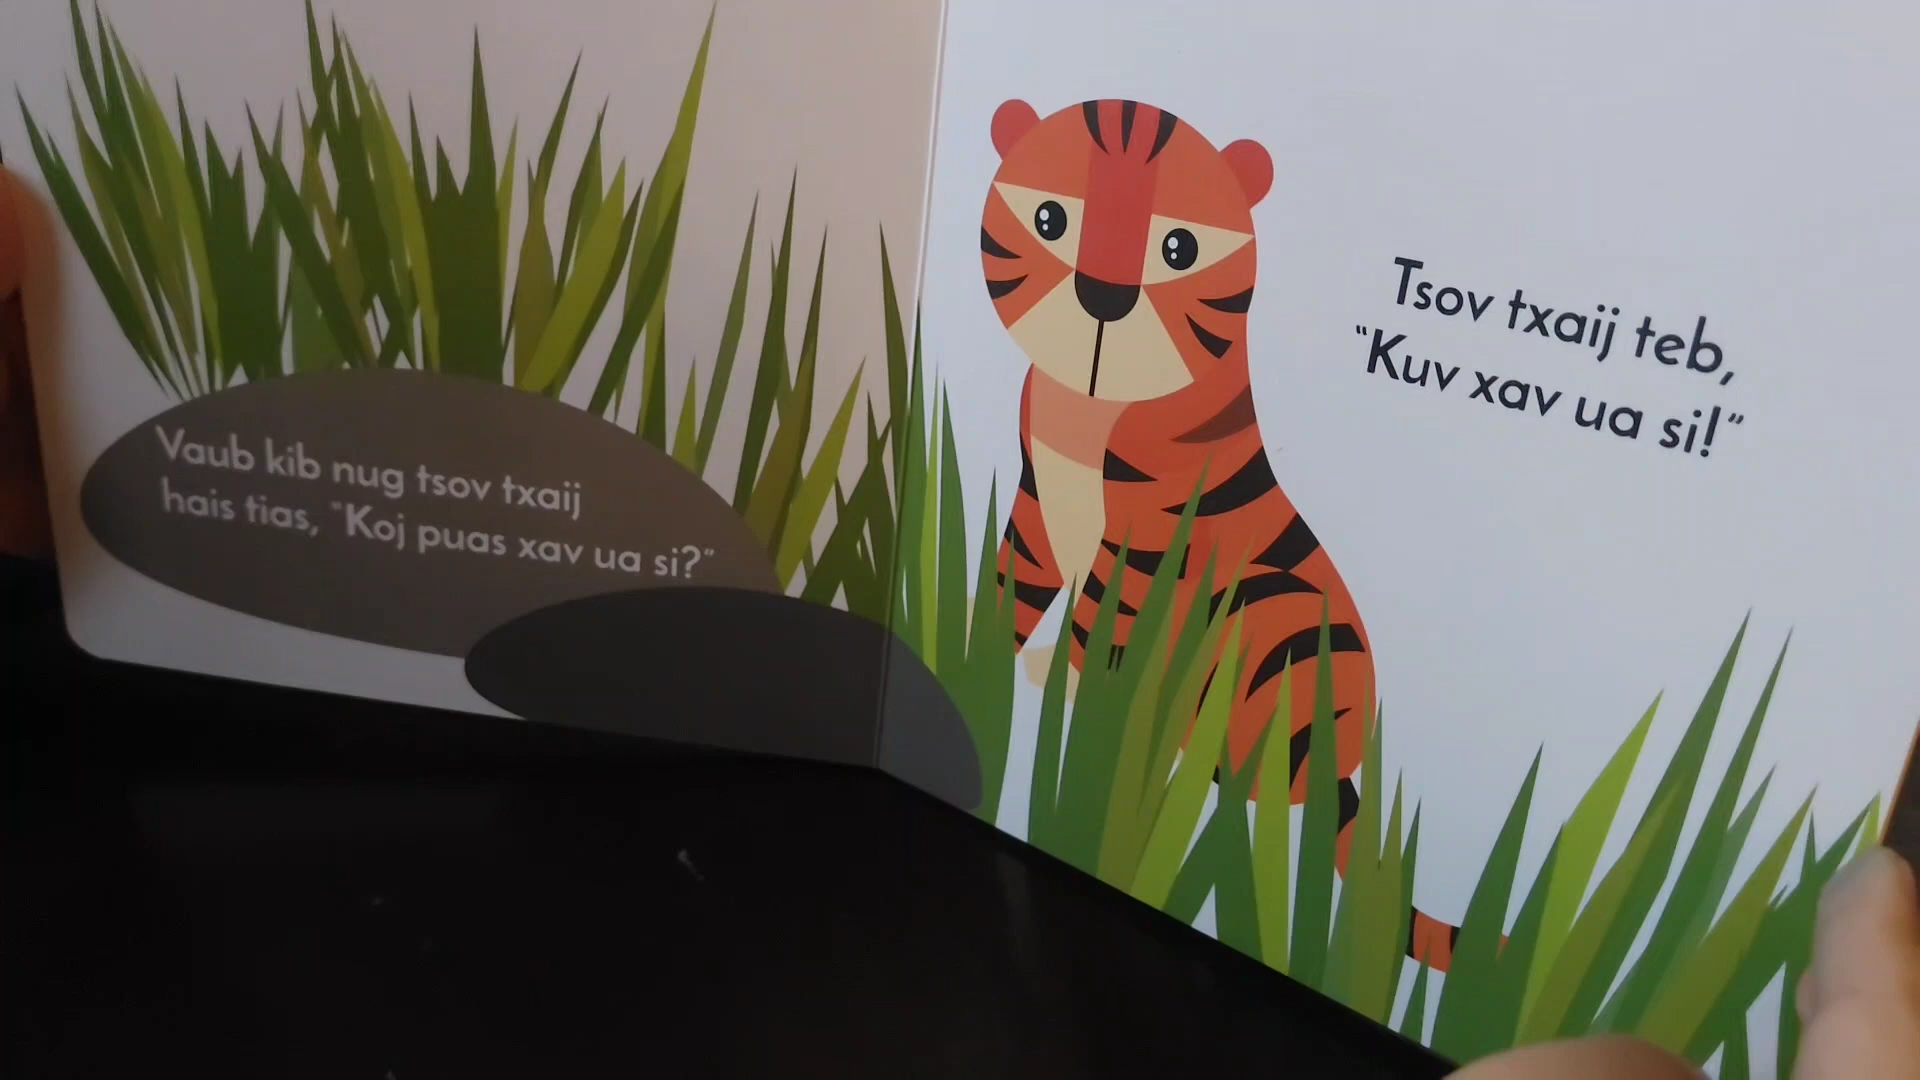 Vaub kib nug tsov txaij
hais tias, "Koj puas xav ua si?"
Tsov txaij teb,
"Kuv xav ua si!"